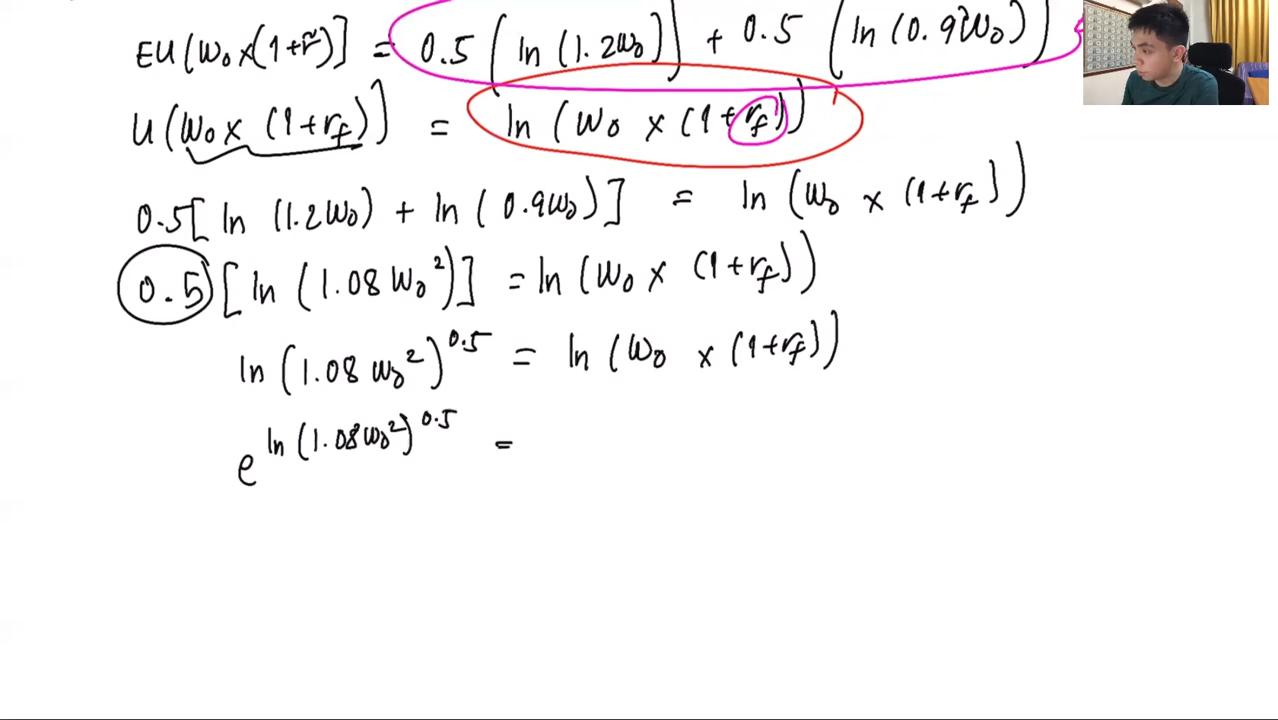 EU(W₀×(1+r̃)] = 0.5 (ln (1.2W₀)] + 0.5 (ln (0.9W₀))
U(W₀× (1+r_f)] = ln (W₀ × (1+r_f))
0.5[ ln (1.2W₀) + ln ( 0.9W₀)] = ln (W₀ × (1+r_f))
0.5 [ln (1.08 W₀²)] = ln (W₀ × (1+r_f))
ln (1.08 W₀²)^0.5 = ln (W₀ × (1+r_f))
e^ln (1.08W₀²)^0.5 =